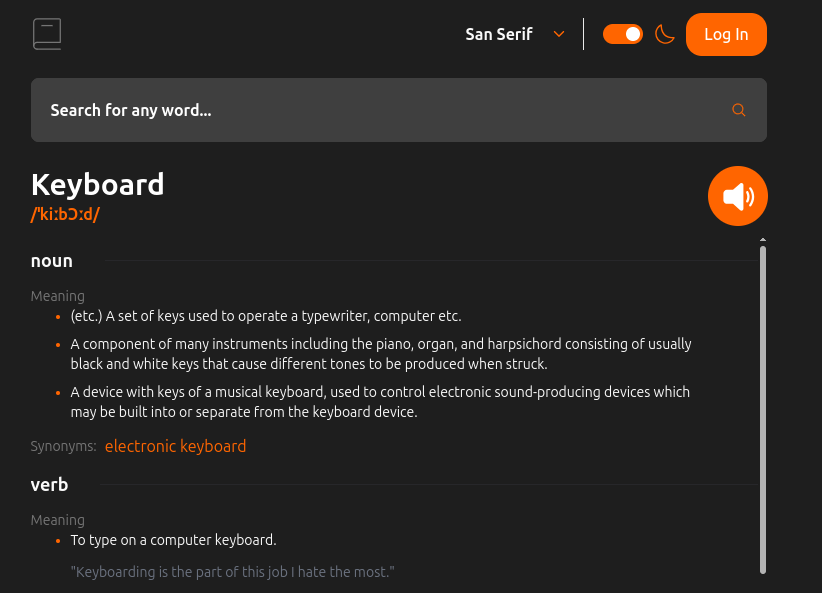 San Serif
Log In
Search for any word...
Keyboard
/ˈkiːbɔːd/
noun
Meaning
(etc.) A set of keys used to operate a typewriter, computer etc.
A component of many instruments including the piano, organ, and harpsichord consisting of usually
black and white keys that cause different tones to be produced when struck.
A device with keys of a musical keyboard, used to control electronic sound-producing devices which
may be built into or separate from the keyboard device.
Synonyms: electronic keyboard
verb
Meaning
To type on a computer keyboard.
"Keyboarding is the part of this job I hate the most."